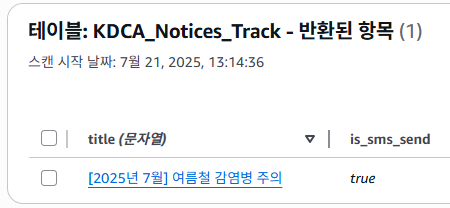 테이블: KDCA_Notices_Track - 반환된 항목 (1)
스캔 시작 날짜: 7월 21, 2025, 13:14:36
title (문자열) is_sms_send
[2025년 7월] 여름철 감염병 주의 true